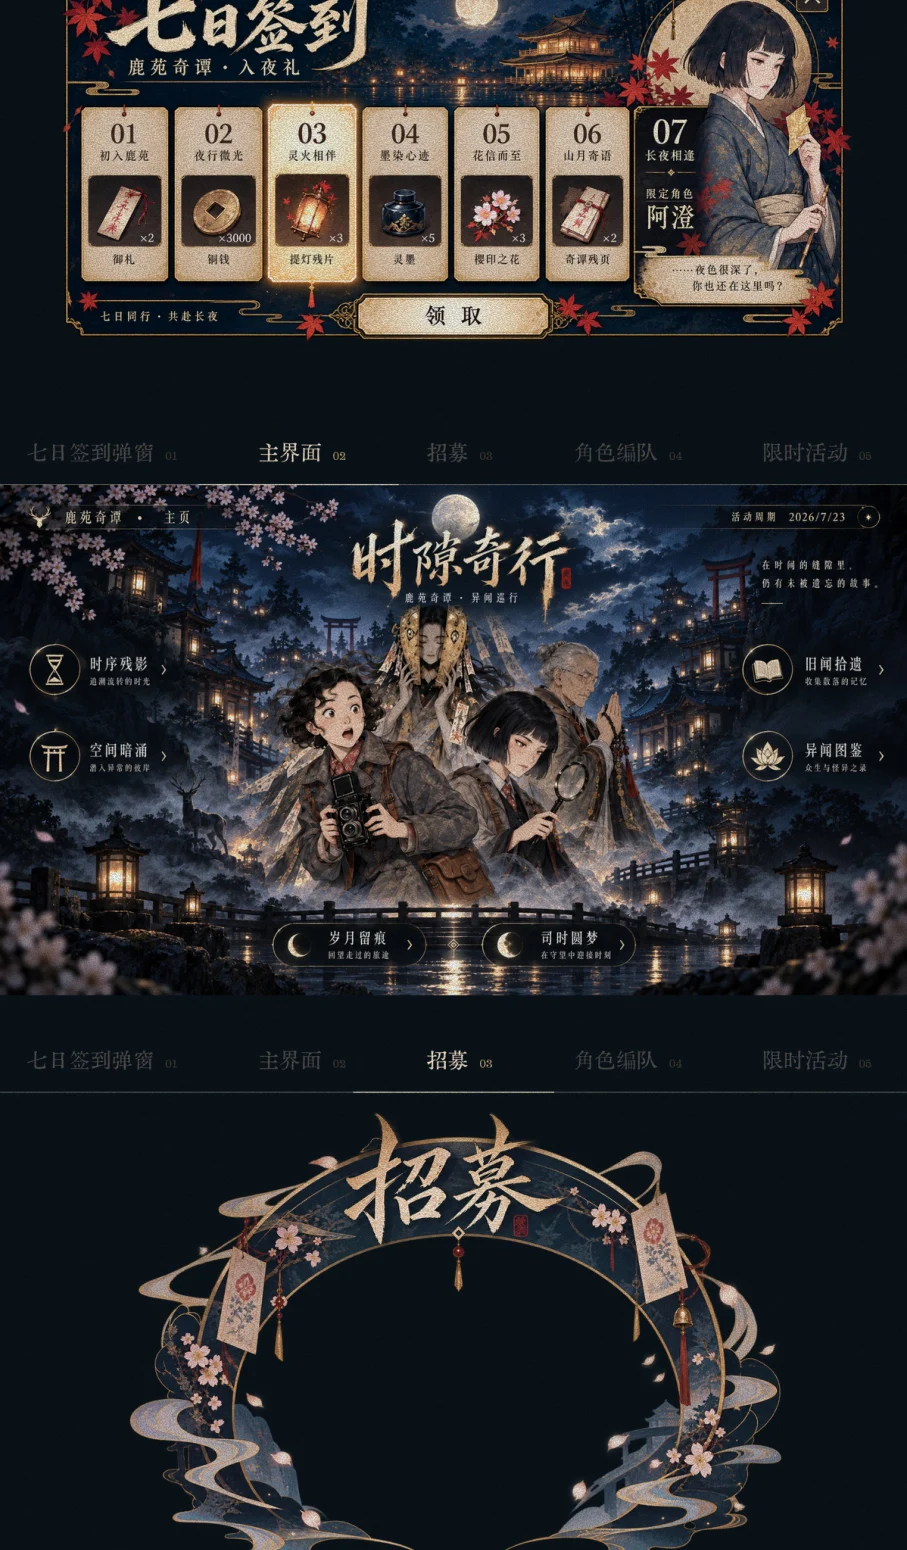 七日签到
鹿苑奇谭·入夜礼
01
初入鹿苑
×2
御札
02
夜行微光
×3000
铜钱
03
灵火相伴
×3
提灯残片
04
墨染心迹
×5
灵墨
05
花信而至
×3
樱印之花
06
山月寄语
×2
奇谭残页
07
长夜相逢
限定角色
阿澄
……夜色很深了，
你也还在这里吗？
七日同行·共赴长夜
领取
七日签到弹窗 01 主界面 02 招募 03 角色编队 04 限时活动 05
鹿苑奇谭 · 主页
活动周期 2026/7/23
时隙奇行
鹿苑奇谭·异闻巡行
在时间的缝隙里，
仍有未被遗忘的故事。
时序残影
追溯流转的时光
旧闻拾遗
收集散落的记忆
空间暗涌
潜入异常的彼岸
异闻图鉴
众生与怪异之录
岁月留痕
回望走过的旅途
司时圆梦
在守望中迎接时刻
七日签到弹窗 01 主界面 02 招募 03 角色编队 04 限时活动 05
招募